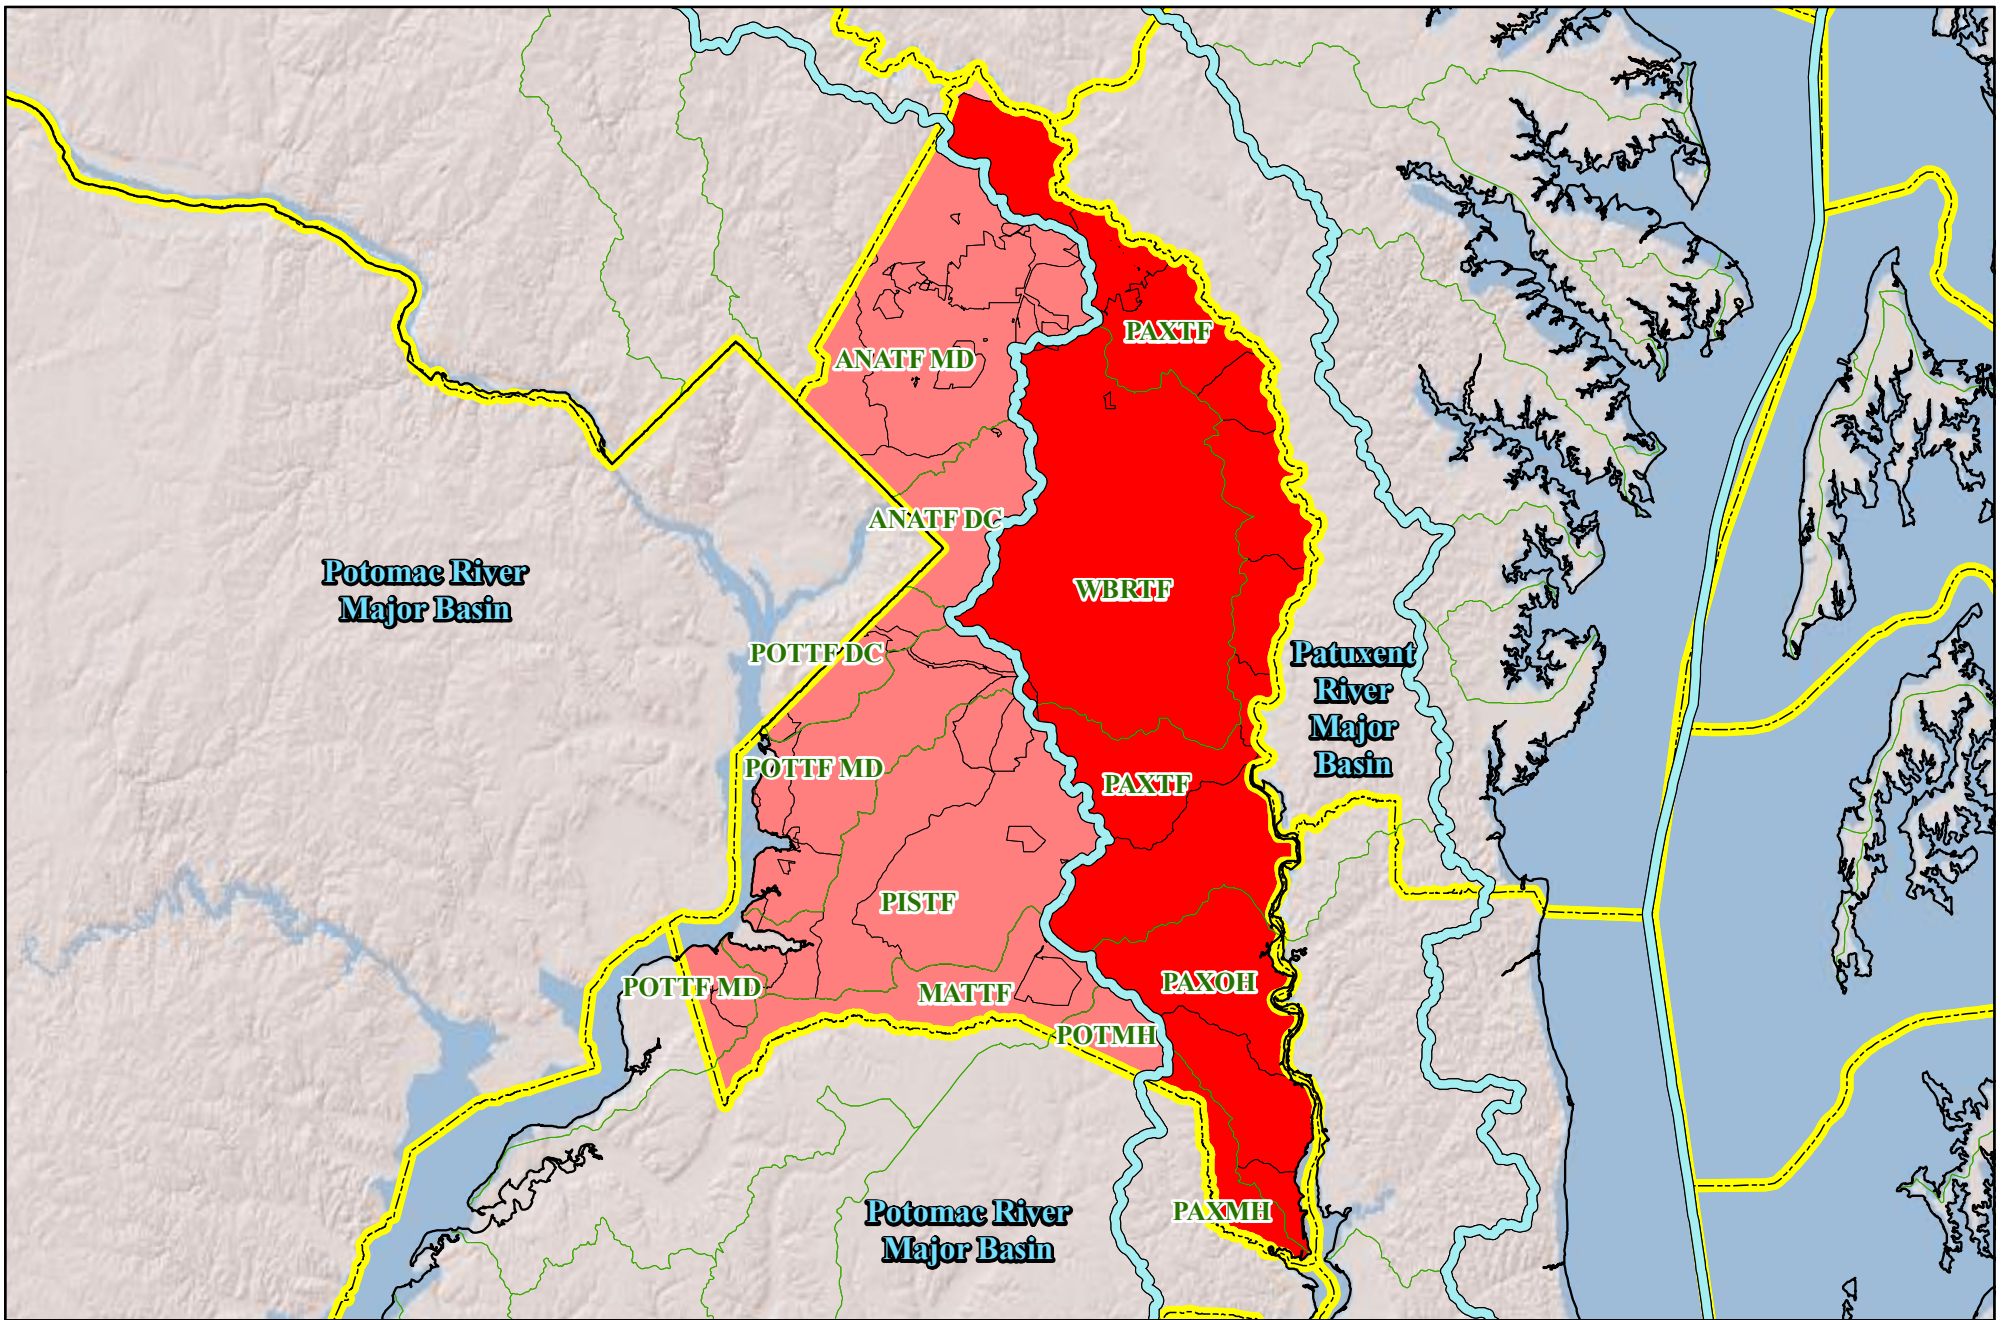 PAXTF
ANATF MD
ANATF DC
Potomac River
Major Basin
WBRTF
POTTF DC
Patuxent
River
Major
Basin
POTTF MD
PAXTF
PISTF
POTTF MD
MATTF
PAXOH
POTMH
PAXMH
Potomac River
Major Basin